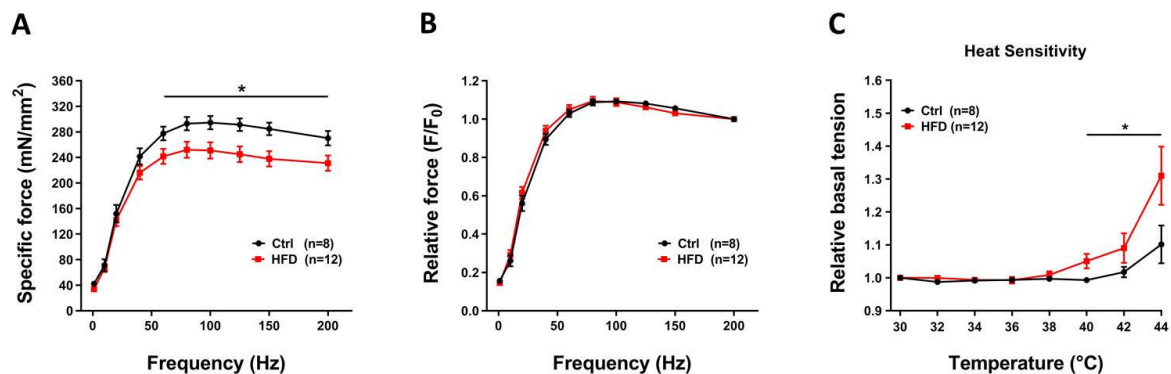 A
Specific force (mN/mm²)
360
320
280
240
200
160
120
80
40
0
*
Ctrl (n=8)
HFD (n=12)
0 50 100 150 200
Frequency (Hz)
B
Relative force (F/F₀)
1.2
1.0
0.8
0.6
0.4
0.2
0.0
Ctrl (n=8)
HFD (n=12)
0 50 100 150 200
Frequency (Hz)
C
Heat Sensitivity
Relative basal tension
1.6
1.5
1.4
1.3
1.2
1.1
1.0
0.9
Ctrl (n=8)
HFD (n=12)
*
30 32 34 36 38 40 42 44
Temperature (°C)